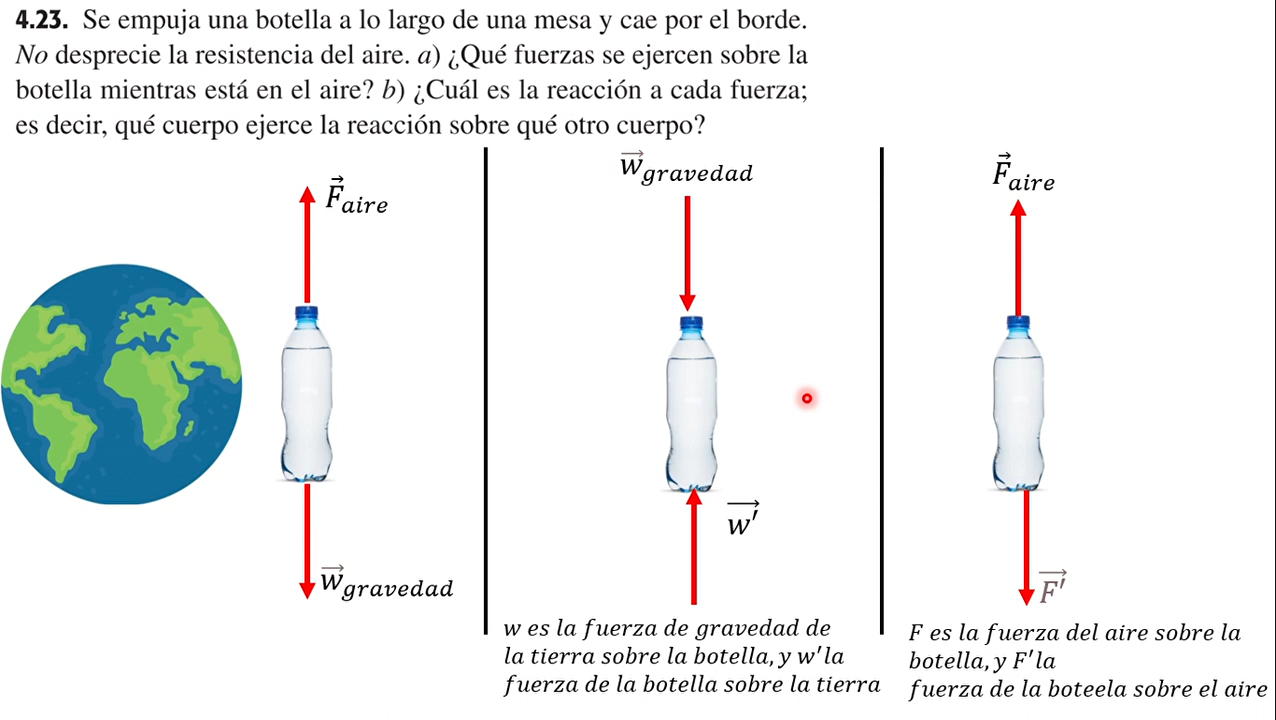 4.23. Se empuja una botella a lo largo de una mesa y cae por el borde.
No desprecie la resistencia del aire. a) ¿Qué fuerzas se ejercen sobre la
botella mientras está en el aire? b) ¿Cuál es la reacción a cada fuerza;
es decir, qué cuerpo ejerce la reacción sobre qué otro cuerpo?
F⃗aire
w⃗gravedad
w⃗gravedad
w⃗'
w es la fuerza de gravedad de
la tierra sobre la botella, y w'la
fuerza de la botella sobre la tierra
F⃗aire
F⃗'
F es la fuerza del aire sobre la
botella, y F'la
fuerza de la boteela sobre el aire